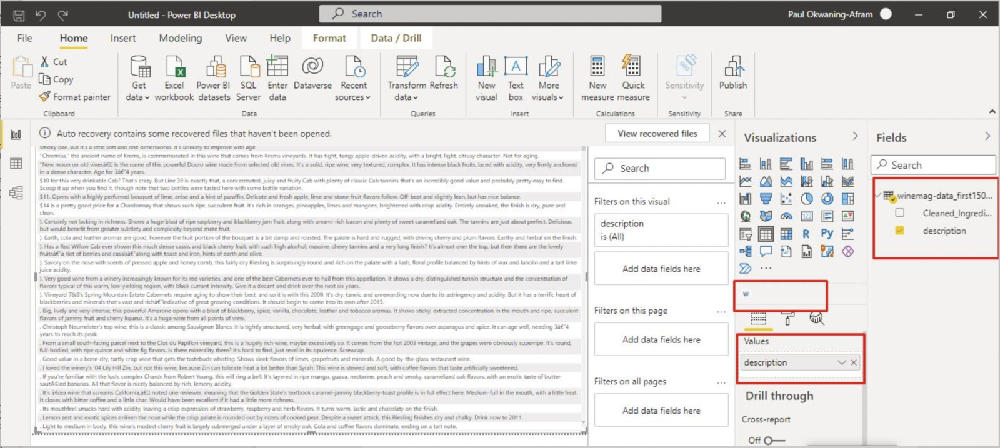 Untitled - Power BI Desktop
Search
Paul Okwaning-Afram
File Home Insert Modeling View Help Format Data / Drill
Paste
Cut
Copy
Format painter
Clipboard
Get data
Excel workbook
Power BI datasets
SQL Server
Enter data
Dataverse
Recent sources
Data
Transform data
Refresh
Queries
New visual
Text box
More visuals
Insert
New measure
Quick measure
Calculations
Sensitivity
Sensitivity
Publish
Share
Auto recovery contains some recovered files that haven't been opened.
View recovered files
smoky oak. But it's a little soft and one dimensional. It's unlikely to improve with age
"Chremisa," the ancient name of Krems, is commemorated in this wine that comes from Krems vineyards. It has tight, tangy apple-driven acidity, with a bright, light, citrusy character. Not for aging.
"New moon on old vinesâ€ is the name of this powerful Douro wine made from selected old vines. It's a solid, ripe wine, very textured, complex. It has intense black fruits, laced with acidity, very firmly anchored
in a dense character. Age for 3â€"4 years.
$10 for this very drinkable Cab? That's crazy. But Line 39 is exactly that, a concentrated, juicy and fruity Cab with plenty of classic Cab tannins that's an incredibly good value and probably pretty easy to find.
Scoop it up when you find it, though note that two bottles were tasted here with some bottle variation.
$11. Opens with a highly perfumed bouquet of lime, anise and a hint of paraffin. Delicate and fresh apple, lime and stone-fruit flavors follow. Off-beat and slightly lean, but has nice balance.
$14 is a pretty good price for a Chardonnay that shows such ripe, succulent fruit. It's rich in oranges, pineapples, limes and mangoes, brightened with crisp acidity. Entirely unoaked, the finish is dry, pure and
clean.
). Certainly not lacking in richness. Shows a huge blast of ripe raspberry and blackberry jam fruit, along with umami-rich bacon and plenty of sweet caramelized oak. The tannins are just about perfect. Delicious,
but would benefit from greater subtlety and complexity beyond mere fruit.
). Earth, cola and leather aromas are good, however the fruit portion of the bouquet is a bit damp and roasted. The palate is hard and rugged, with driving cherry and plum flavors. Earthy and herbal on the finish.
). Has a Red Willow Cab ever shown this much dense cassis and black cherry fruit, with such high alcohol, massive, chewy tannins and a very long finish? It's almost over the top, but then there are the lovely
fruitsâ€"a riot of berries and cassisâ€"along with toast and iron, hints of earth and olive.
). Savory on the nose with scents of pressed apple and honey comb, this fairly dry Riesling is surprisingly round and rich on the palate with a lush, floral profile balanced by hints of wax and lanolin and a tart lime
juice acidity.
). Very good wine from a winery increasingly known for its red varieties, and one of the best Cabernets ever to hail from this appellation. It shows a dry, distinguished tannin structure and the concentration of
flavors typical of this warm, low-yielding region, with black currant intensity. Give it a decant and drink over the next six years.
). Vineyard 7&8's Spring Mountain Estate Cabernets require aging to show their best, and so it is with this 2009. It's dry, tannic and unrewarding now due to its astringency and acidity. But it has a terrific heart of
blackberries and minerals that's vast and richâ€"indicative of great growing conditions. It should begin to come into its own after 2015.
. Big, lively and very intense, this powerful Amarone opens with a blast of blackberry, spice, vanilla, chocolate, leather and tobacco aromas. It shows sticky, extracted concentration in the mouth and ripe, succulent
flavors of jammy fruit and cherry liqueur. It's a huge wine from all points of view.
. Christoph Neumeister's top wine, this is a classic among Sauvignon Blancs. It is tightly structured, very herbal, with greengage and gooseberry flavors over asparagus and spice. It can age well, needing 3â€"4
years to reach its peak.
. From a small south-facing parcel next to the Clos du Papillon vineyard, this is a hugely rich wine, maybe excessively so. It comes from the hot 2003 vintage, and the grapes were obviously superripe. It's round,
full-bodied, with ripe quince and white fig flavors. Is there minerality there? It's hard to find, just revel in its opulence. Screwcap.
. Good value in a bone-dry, tartly crisp wine that gets the tastebuds whistling. Shows sleek flavors of limes, grapefruits and minerals. A good by-the-glass restaurant wine.
. I loved the winery's '04 Lily Hill Zin, but not this wine, because Zin can tolerate heat a lot better than Syrah. This wine is stewed and soft, with coffee flavors that taste artificially sweetened.
. If you're familiar with the lush, complex Chards from Robert Young, this will ring a bell. It's layered in ripe mango, guava, nectarine, peach and smoky, caramelized oak flavors, with an exotic taste of butter-
sautÃ©ed bananas. All that flavor is nicely balanced by rich, lemony acidity.
. It's â€œa wine that screams California,â€ noted one reviewer, meaning that the Golden State's textbook caramel-jammy blackberry-toast profile is in full effect here. Medium-full in the mouth, with a little heat.
It closes with bitter coffee and a little char. Would have been excellent if it had a little more richness.
. Its mouthfeel smacks hard with acidity, leaving a crisp expression of strawberry, raspberry and herb flavors. It turns warm, lactic and chocolaty on the finish.
. Lemon zest and exotic spices enliven the nose while the crisp palate is rounded out by notes of cooked pear. Despite a sweet attack, this Riesling finishes dry and chalky. Drink now to 2011.
. Light to medium in body, this wine's modest cherry fruit is largely submerged under a layer of smoky oak. Cola and coffee flavors dominate, ending on a tart note.
Search
Filters on this visual ...
description
is (All)
Add data fields here
Filters on this page ...
Add data fields here
Filters on all pages ...
Add data fields here
Visualizations
123
R Py
...
W
Values
description
Drill through
Cross-report
Off
Fields
Search
winemag-data_first150...
Cleaned_Ingredi...
description